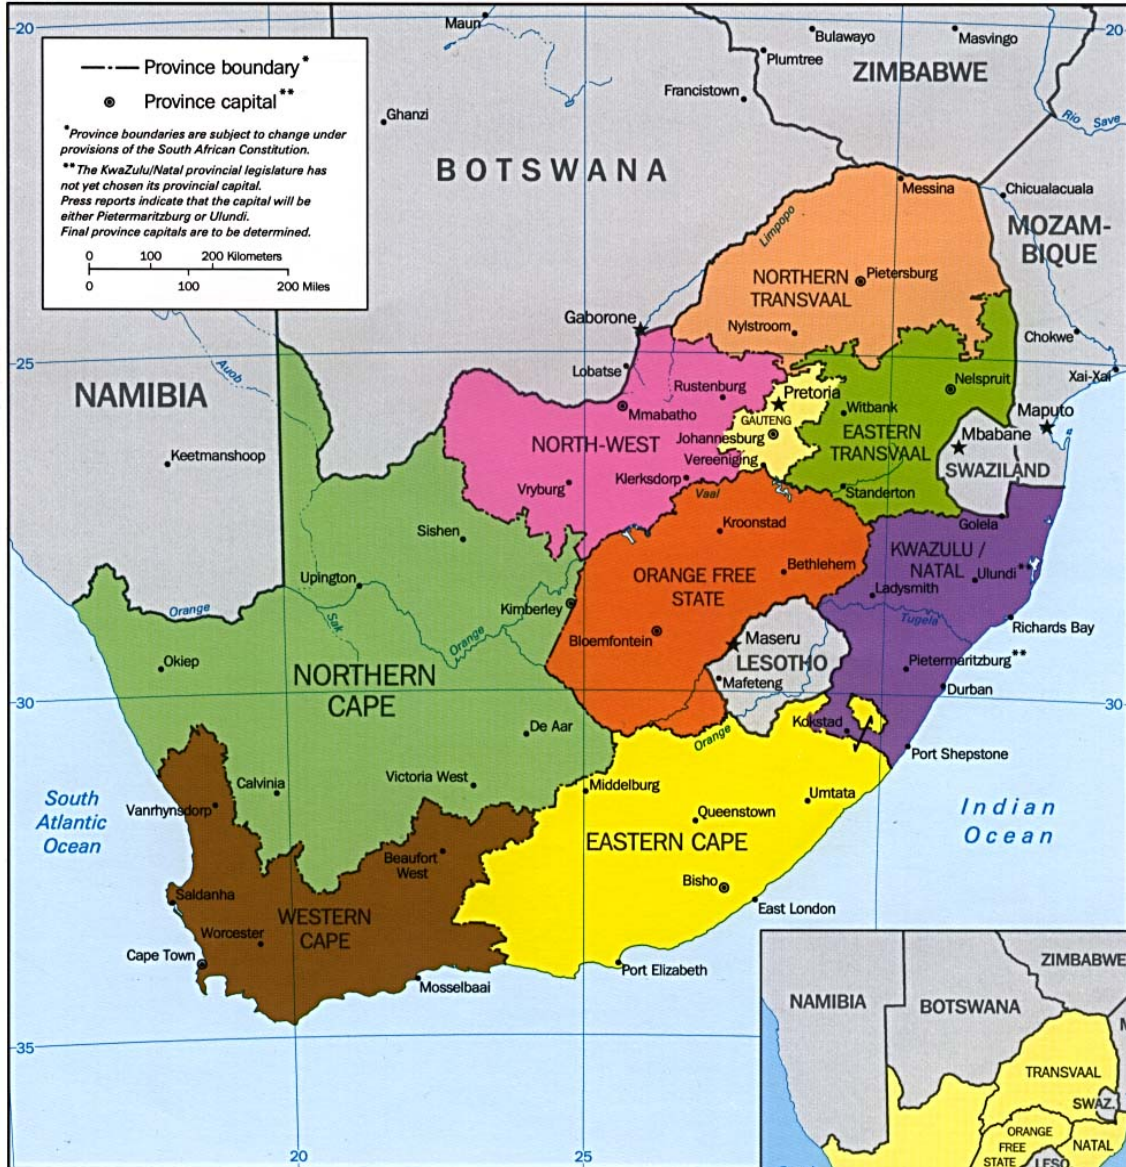 20
Maun
Bulawayo
Masvingo
20
Plumtree
ZIMBABWE
Province boundary*
Province capital**
*Province boundaries are subject to change under
provisions of the South African Constitution.
**The KwaZulu/Natal provincial legislature has
not yet chosen its provincial capital.
Press reports indicate that the capital will be
either Pietermaritzburg or Ulundi.
Final province capitals are to be determined.
0 100 200 Kilometers
0 100 200 Miles
Francistown
Ghanzi
Rio Save
BOTSWANA
Messina
Chicualacuala
MOZAM-
BIQUE
Limpopo
NORTHERN
TRANSVAAL
Pietersburg
Gaborone
Nylstroom
Chokwe
25
Auob
Lobatse
Xai-Xai
NAMIBIA
Rustenburg
Pretoria
Nelspruit
Mmabatho
Witbank
Maputo
GAUTENG
NORTH-WEST
Johannesburg
EASTERN
TRANSVAAL
Mbabane
Keetmanshoop
Vereeniging
SWAZILAND
Vryburg
Klerksdorp
Vaal
Standerton
Golela
Sishen
Kroonstad
KWAZULU /
NATAL
Upington
ORANGE FREE
STATE
Bethlehem
Ulundi
Ladysmith
Orange
Sak
Kimberley
Tugela
Richards Bay
Orange
Bloemfontein
Maseru
LESOTHO
Okiep
Pietermaritzburg**
NORTHERN
CAPE
Mafeteng
Durban
30
30
De Aar
Orange
Kokstad
Port Shepstone
Calvinia
Victoria West
Middelburg
Umtata
South
Atlantic
Ocean
Vanrhynsdorp
Queenstown
Indian
Ocean
EASTERN CAPE
Beaufort
West
Bisho
Saldanha
East London
WESTERN
CAPE
Worcester
Cape Town
Port Elizabeth
Mosselbaai
ZIMBABWE
NAMIBIA
BOTSWANA
35
TRANSVAAL
SWAZ.
ORANGE
FREE
STATE
NATAL
LESO
20
25